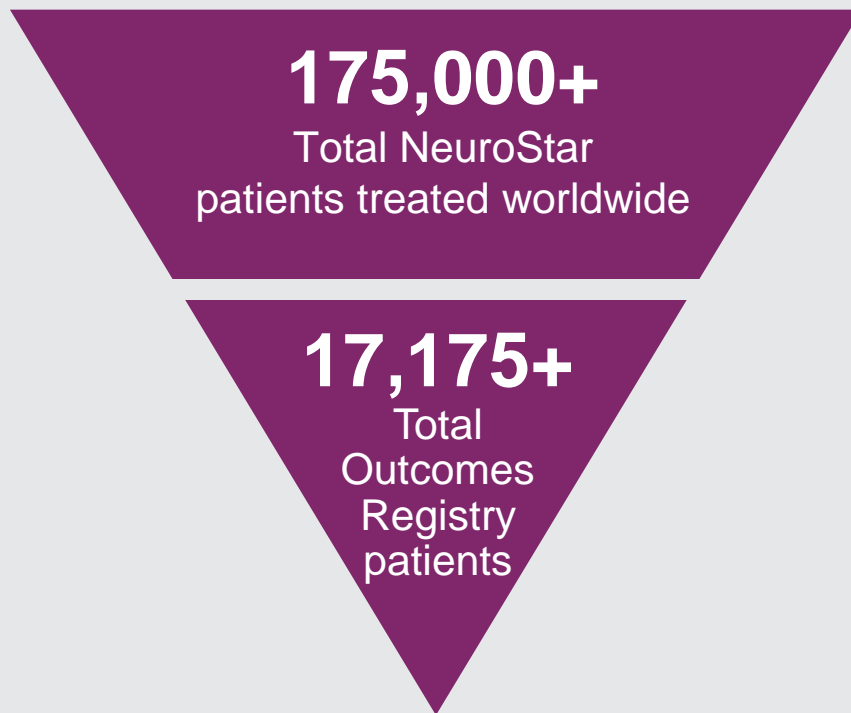 175,000+
Total NeuroStar
patients treated worldwide
17,175+
Total
Outcomes
Registry
patients